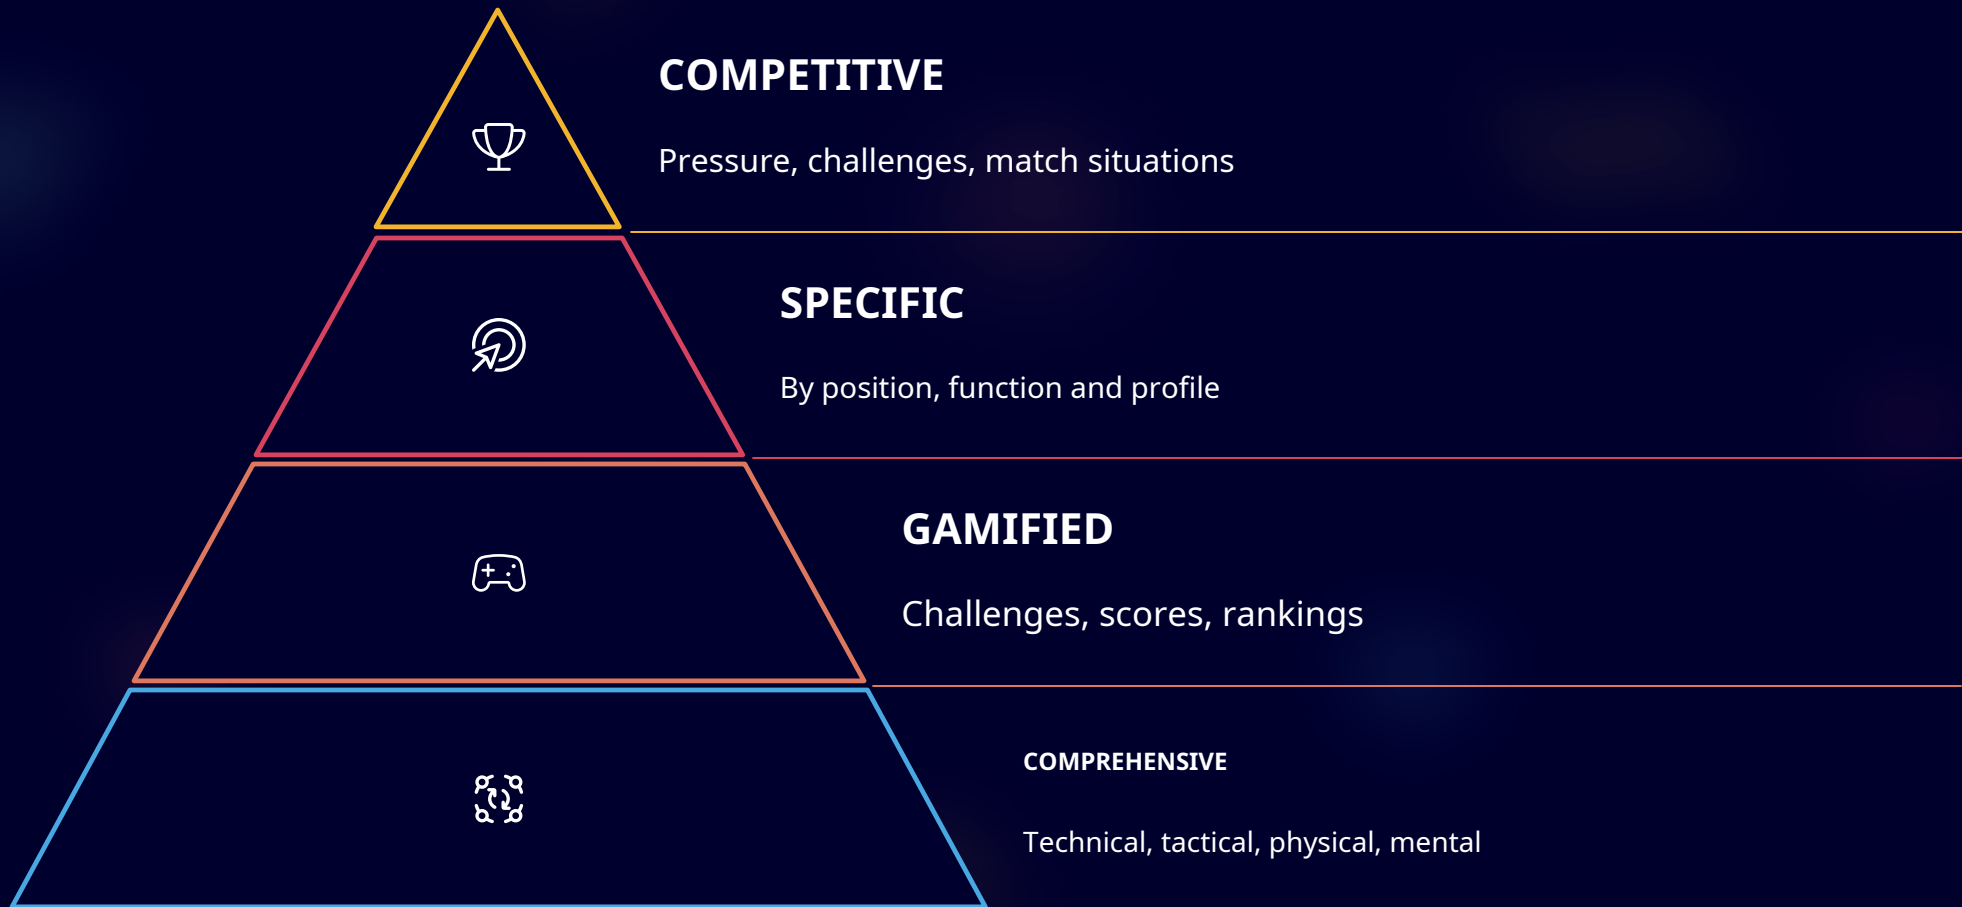 COMPETITIVE
Pressure, challenges, match situations
SPECIFIC
By position, function and profile
GAMIFIED
Challenges, scores, rankings
COMPREHENSIVE
Technical, tactical, physical, mental